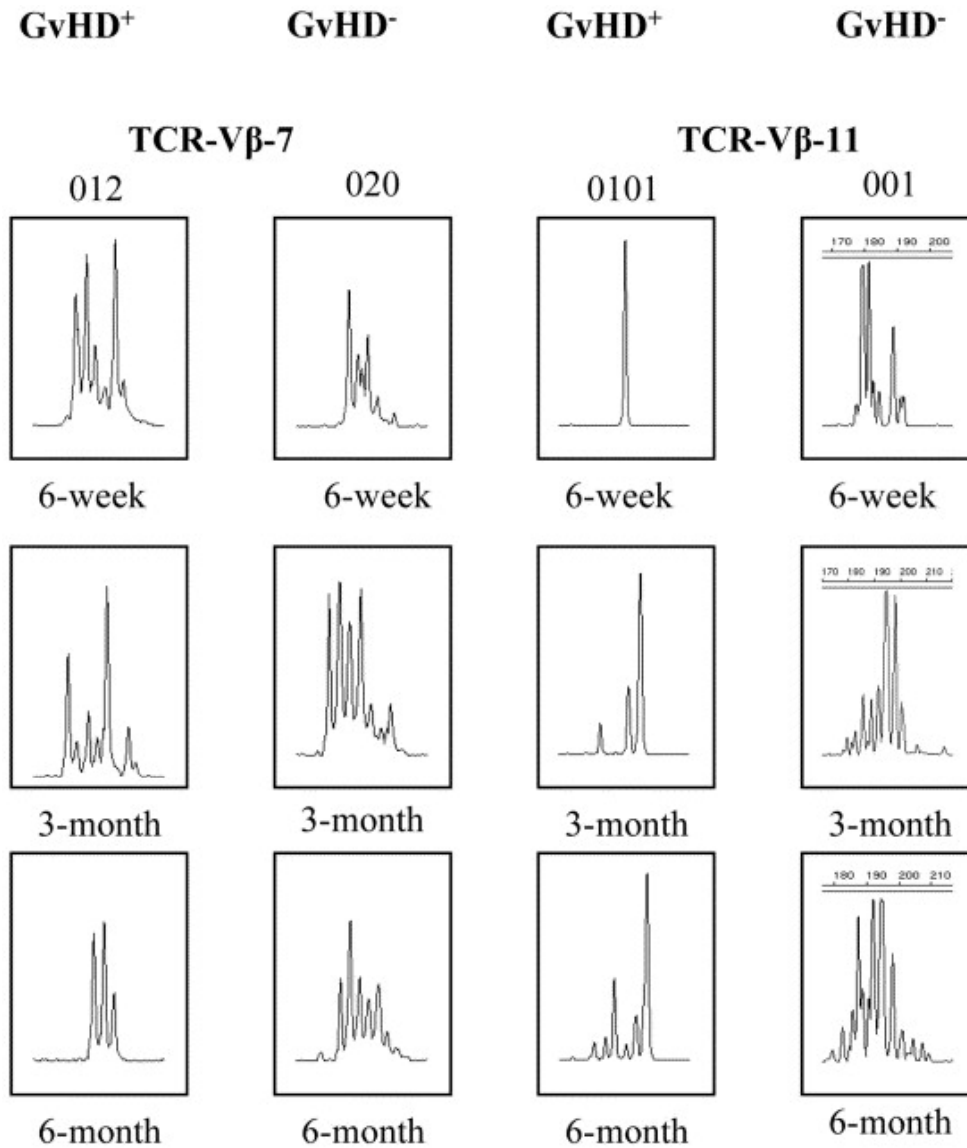 GvHD⁺ GvHD⁻ GvHD⁺ GvHD⁻
TCR-Vβ-7 TCR-Vβ-11
012 020 0101 001
170 180 190 200
6-week 6-week 6-week 6-week
170 180 190 200 210
3-month 3-month 3-month 3-month
180 190 200 210
6-month 6-month 6-month 6-month